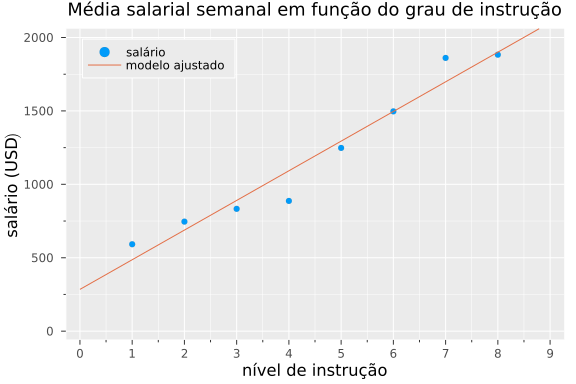 Média salarial semanal em função do grau de instrução
salário (USD)
2000
1500
1000
500
0
salário
modelo ajustado
0 1 2 3 4 5 6 7 8 9
nível de instrução